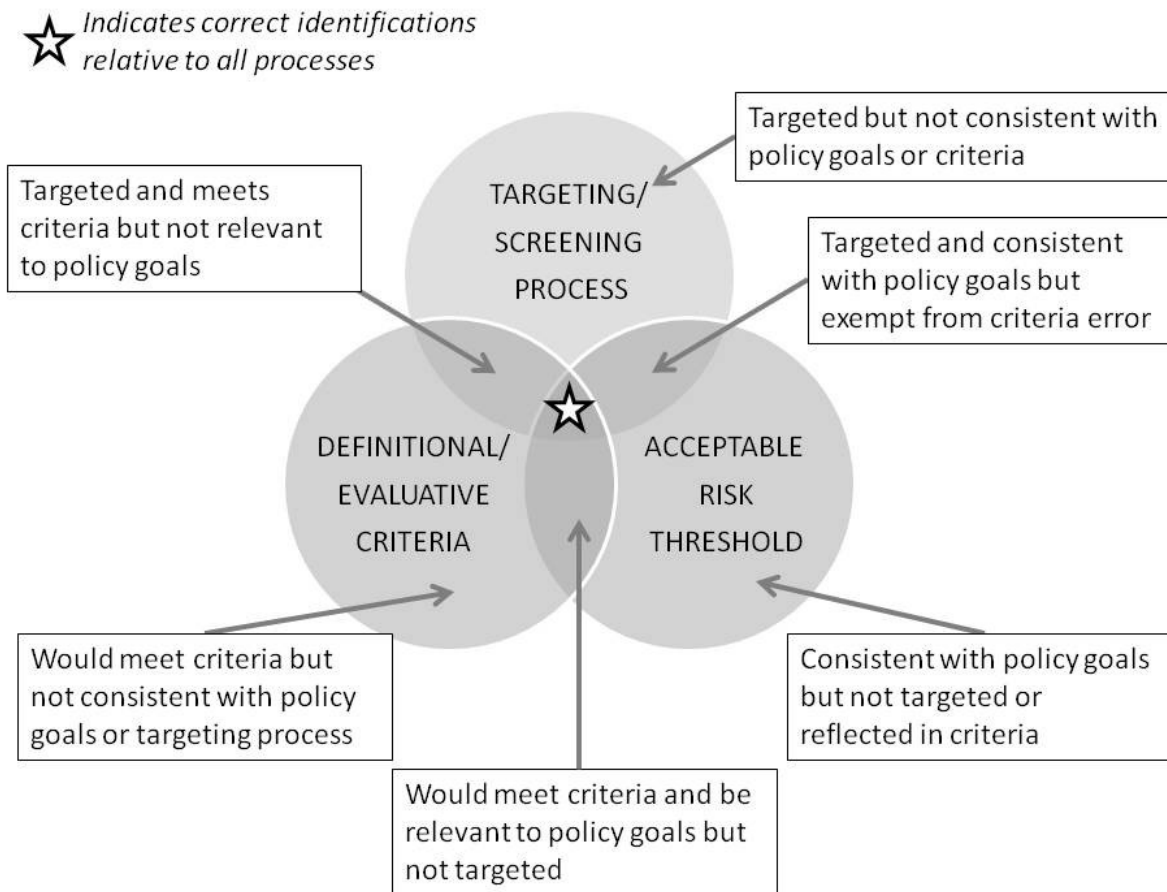 Indicates correct identifications
relative to all processes
Targeted but not consistent with
policy goals or criteria
Targeted and meets
criteria but not relevant
to policy goals
TARGETING/
SCREENING
PROCESS
Targeted and consistent
with policy goals but
exempt from criteria error
DEFINITIONAL/
EVALUATIVE
CRITERIA
ACCEPTABLE
RISK
THRESHOLD
Would meet criteria but
not consistent with policy
goals or targeting process
Consistent with policy goals
but not targeted or
reflected in criteria
Would meet criteria and be
relevant to policy goals but
not targeted